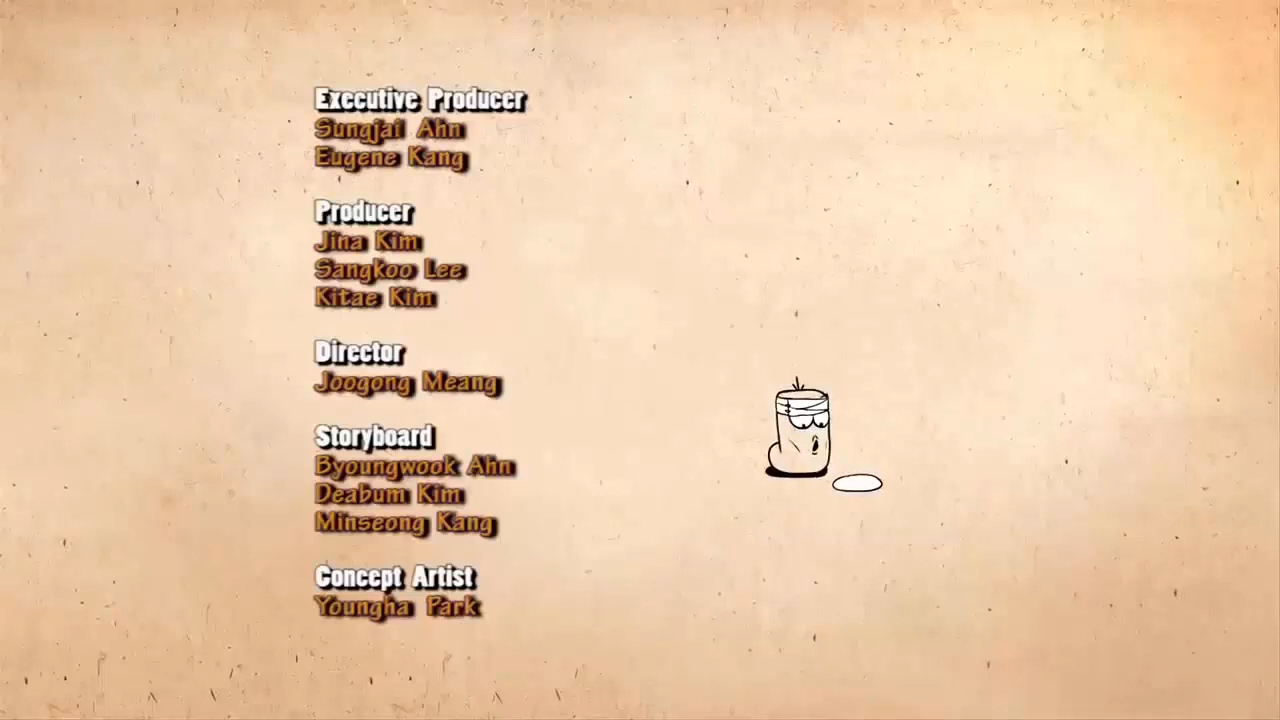 Executive Producer
Sungjai Ahn
Eugene Kang
Producer
Jina Kim
Sangkoo Lee
Kitae Kim
Director
Joogong Meang
Storyboard
Byoungwook Ahn
Deabum Kim
Minseong Kang
Concept Artist
Youngha Park